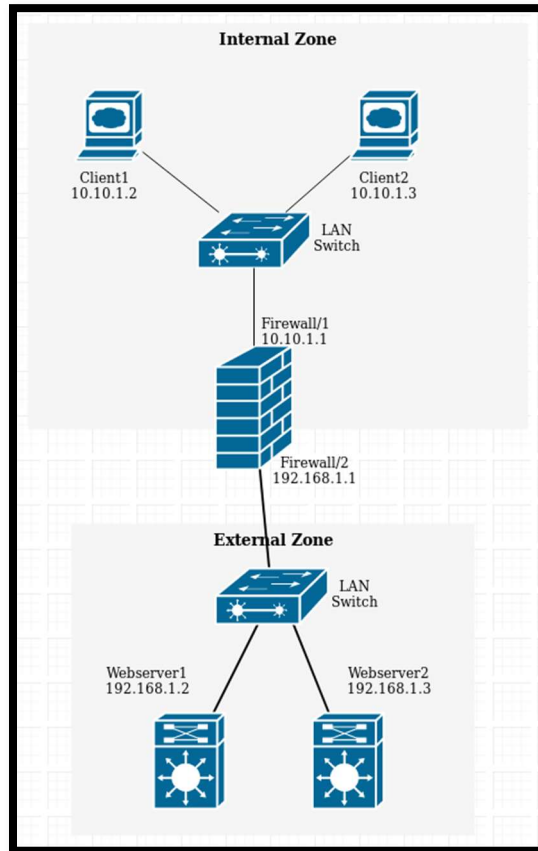 Internal Zone
Client1
10.10.1.2
Client2
10.10.1.3
LAN
Switch
Firewall/1
10.10.1.1
Firewall/2
192.168.1.1
External Zone
LAN
Switch
Webserver1
192.168.1.2
Webserver2
192.168.1.3